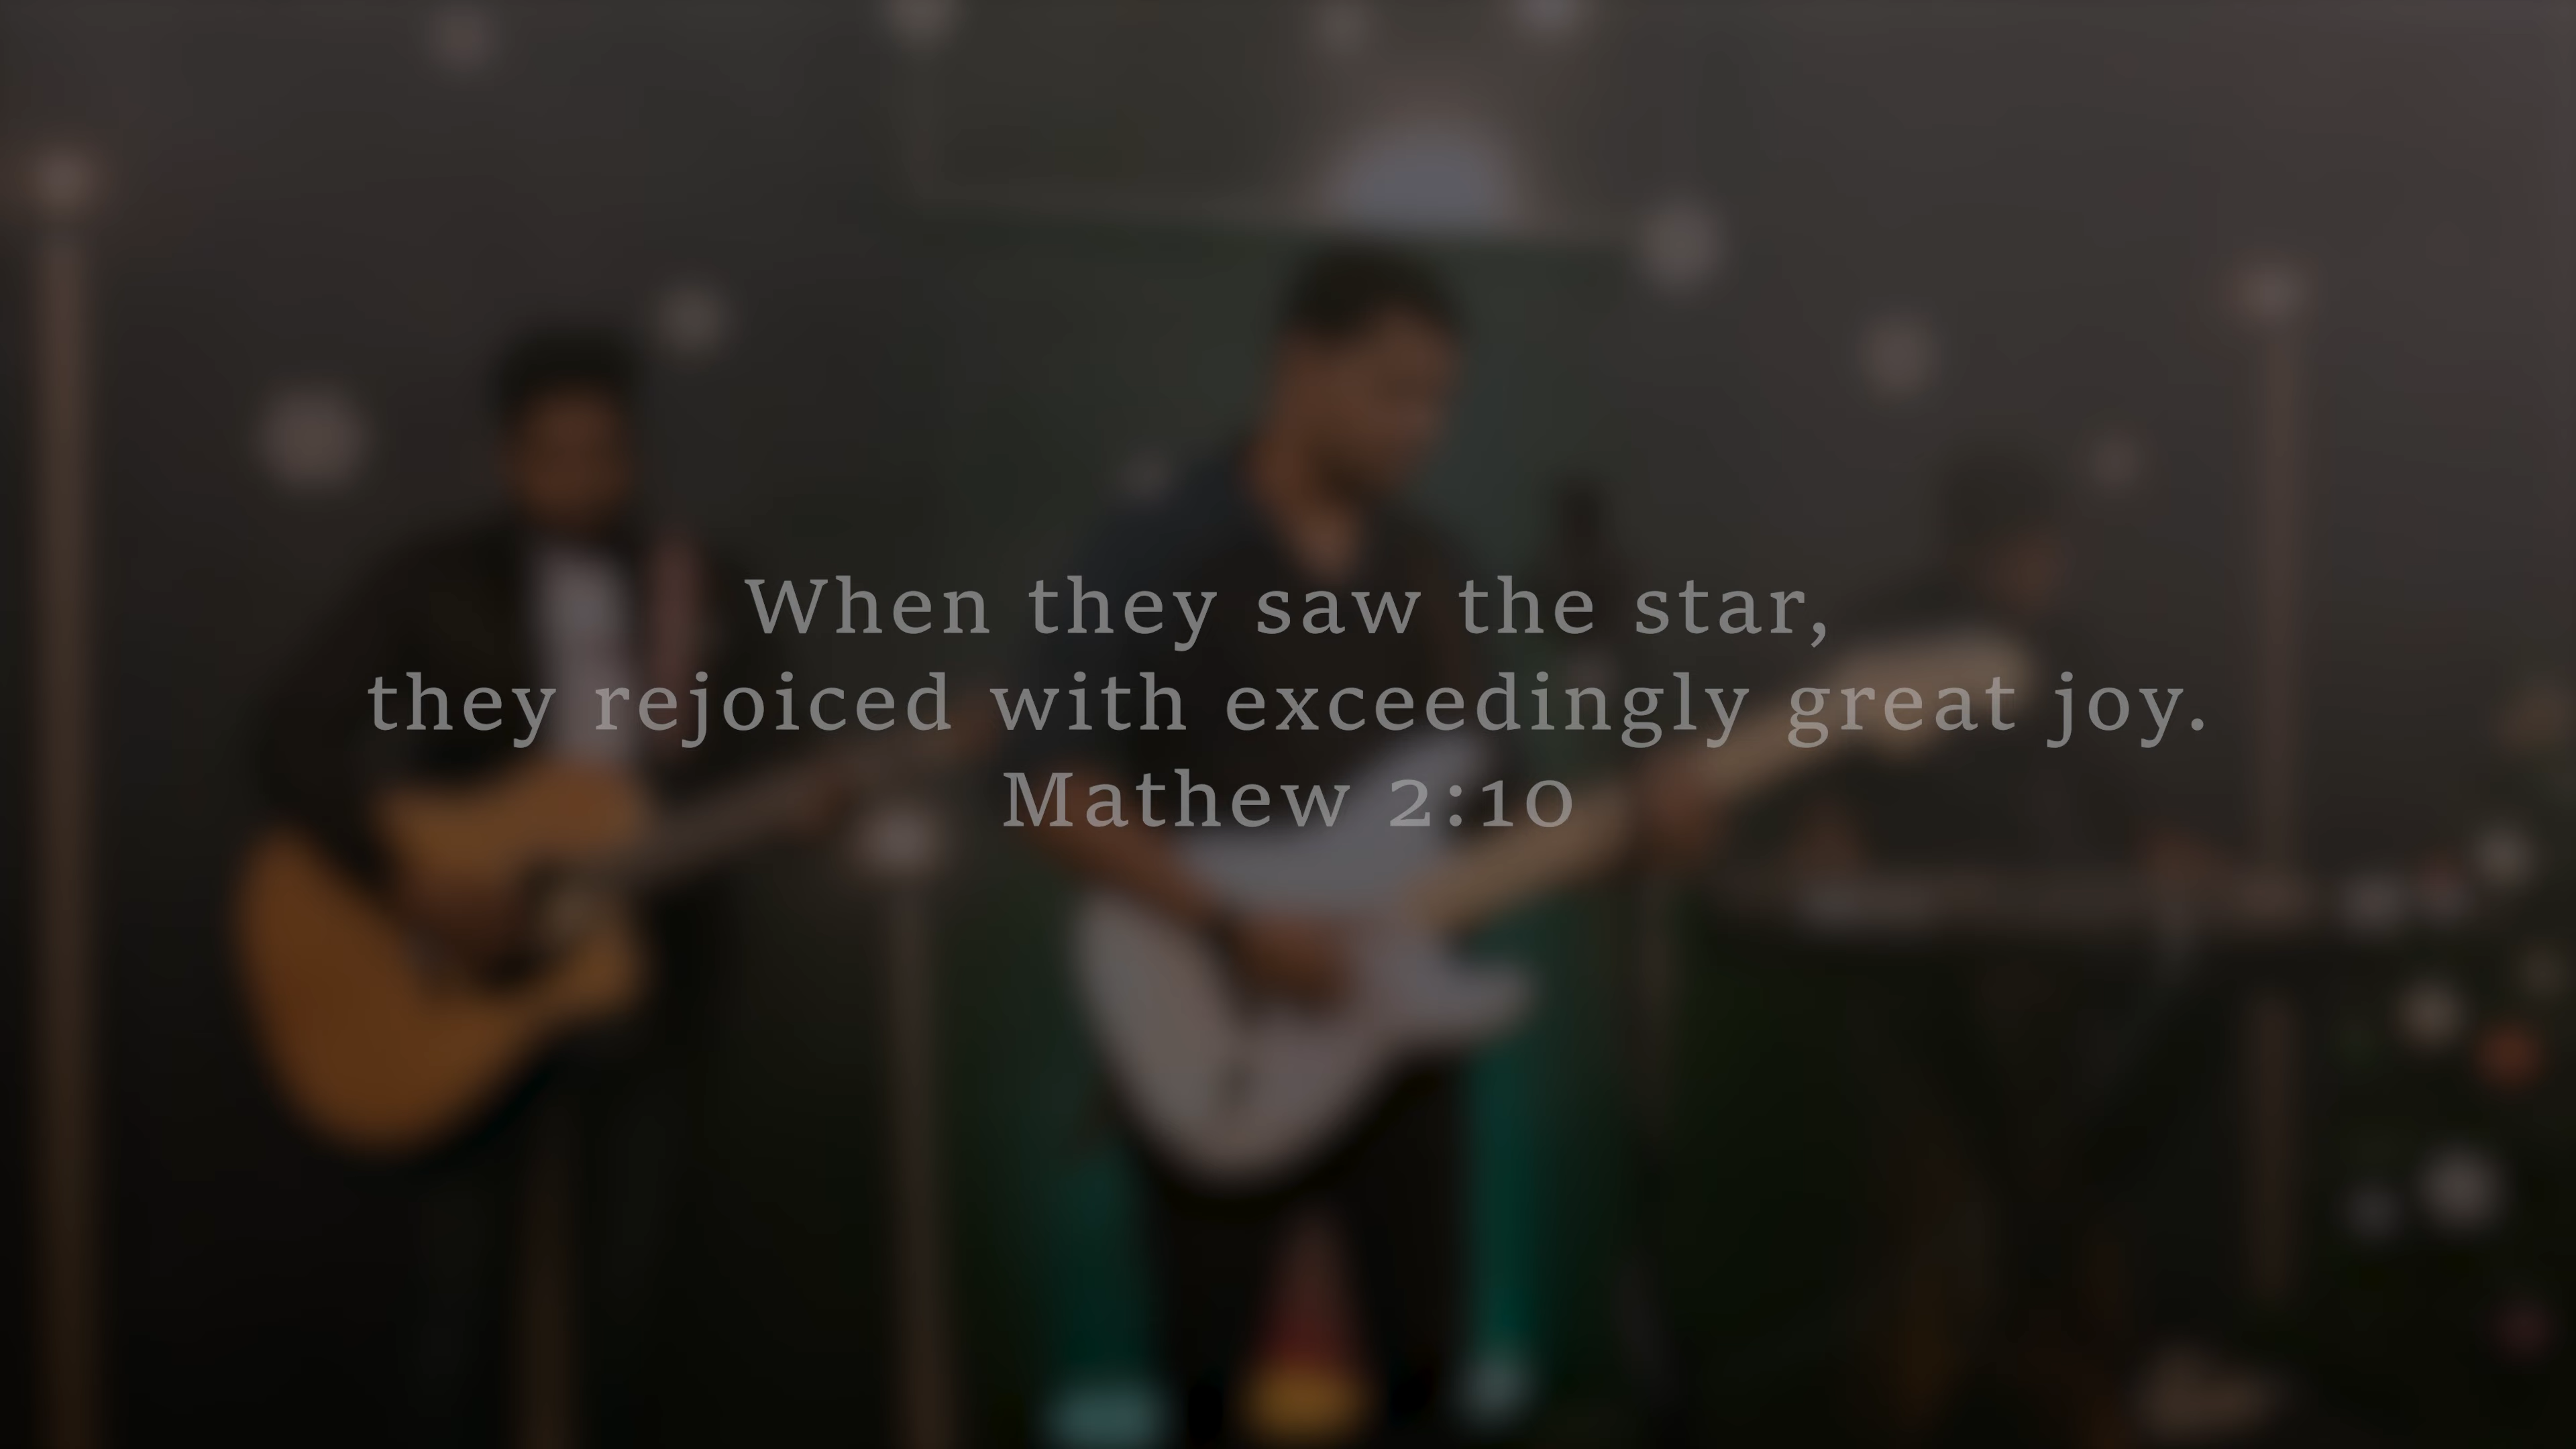 When they saw the star,
they rejoiced with exceedingly great joy.
Mathew 2:10